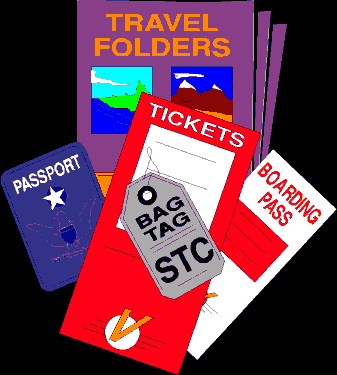 TRAVEL
FOLDERS
TICKETS
PASSPORT
BOARDING
PASS
BAG
TAG
STC
V